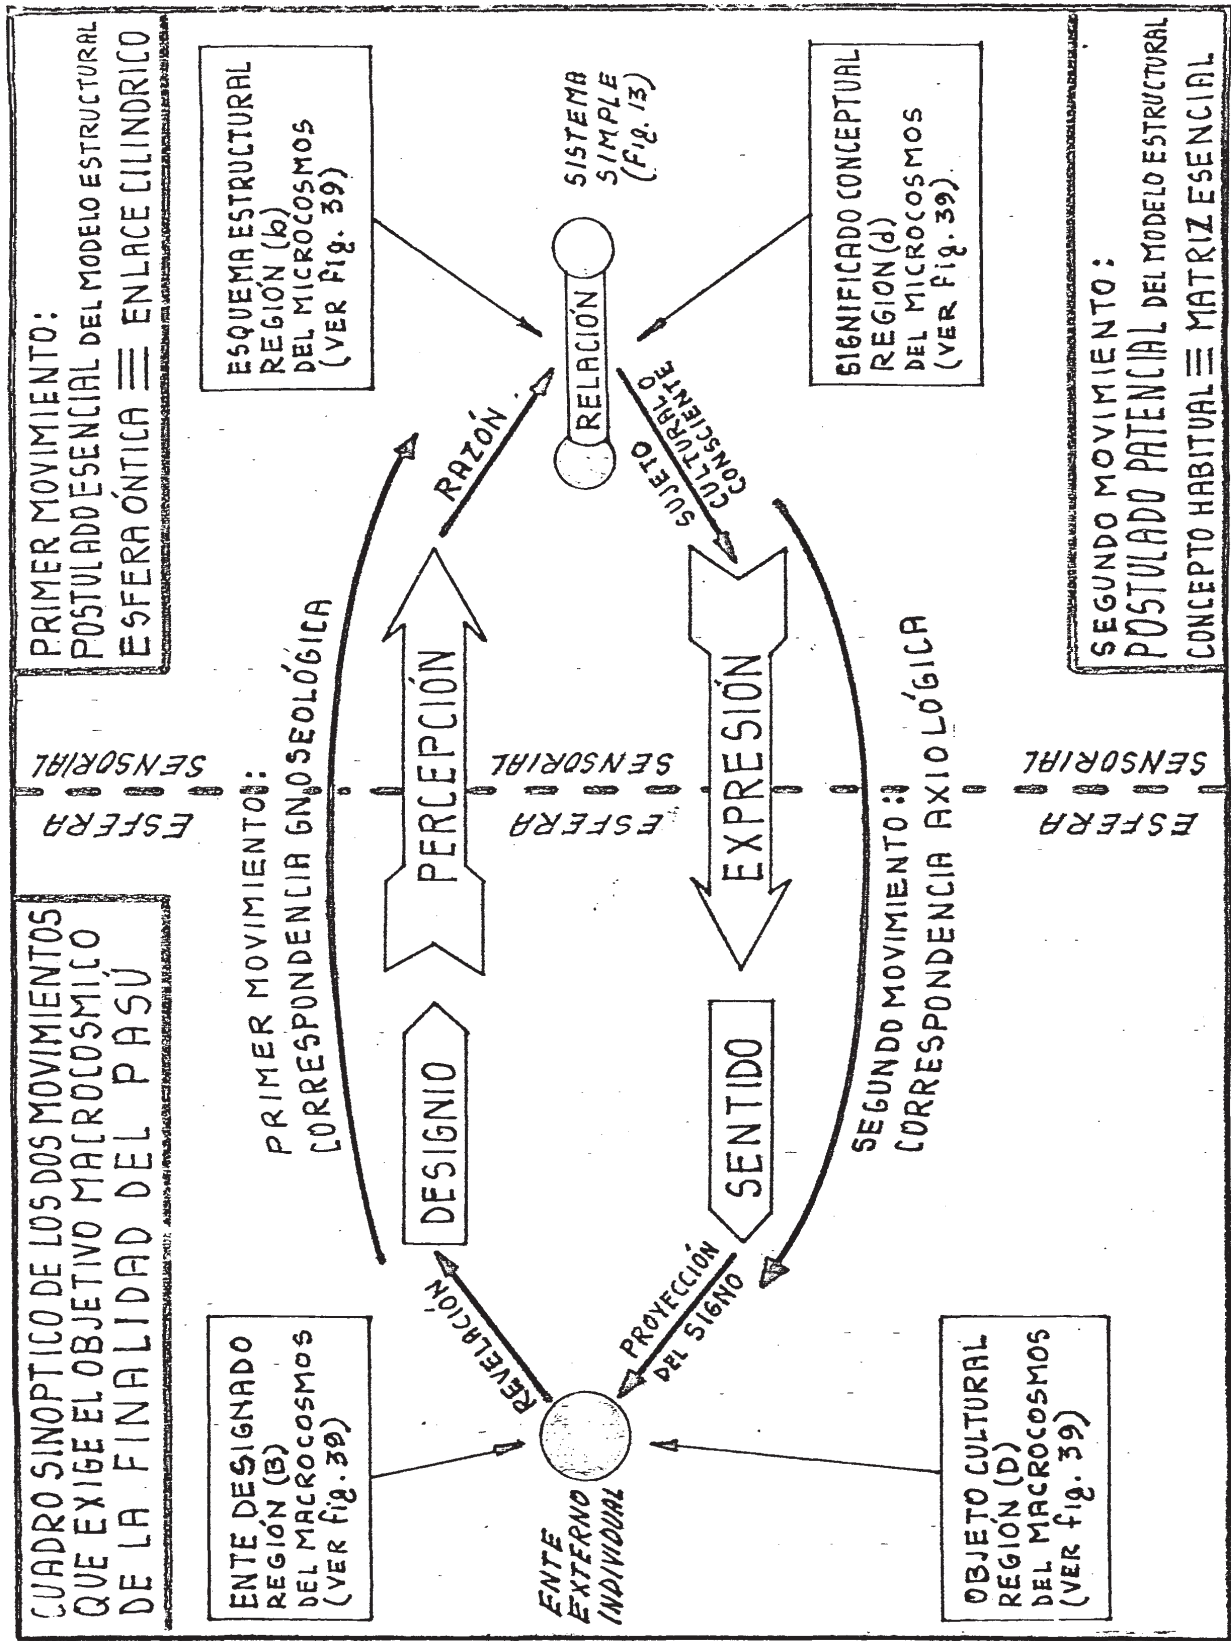 CUADRO SINOPTICO DE LOS DOS MOVIMIENTOS
QUE EXIGE EL OBJETIVO MACROCOSMICO
DE LA FINALIDAD DEL PASÚ
PRIMER MOVIMIENTO:
POSTULADO ESENCIAL DEL MODELO ESTRUCTURAL
ESFERA ÓNTICA ≡ ENLACE CILINDRICO
ESFERA
SENSORIAL
ENTE DESIGNADO
REGIÓN (B)
DEL MACROCOSMOS
(VER fig. 39)
PRIMER MOVIMIENTO:
CORRESPONDENCIA GNOSEOLÓGICA
ESQUEMA ESTRUCTURAL
REGIÓN (b)
DEL MICROCOSMOS
(VER fig. 39)
REVELACIÓN
DESIGNIO
PERCEPCIÓN
RAZÓN
ENTE
EXTERNO
INDIVIDUAL
ESFERA
SENSORIAL
RELACIÓN
SISTEMA
SIMPLE
(fig. 13)
PROYECCIÓN
DEL SIGNO
SENTIDO
EXPRESIÓN
SUJETO
CULTURAL O
CONSCIENTE
SEGUNDO MOVIMIENTO:
CORRESPONDENCIA AXIOLÓGICA
OBJETO CULTURAL
REGIÓN (D)
DEL MACROCOSMOS
(VER fig. 39)
SIGNIFICADO CONCEPTUAL
REGION (d)
DEL MICROCOSMOS
(VER fig. 39).
ESFERA
SENSORIAL
SEGUNDO MOVIMIENTO:
POSTULADO PATENCIAL DEL MODELO ESTRUCTURAL
CONCEPTO HABITUAL ≡ MATRIZ ESENCIAL